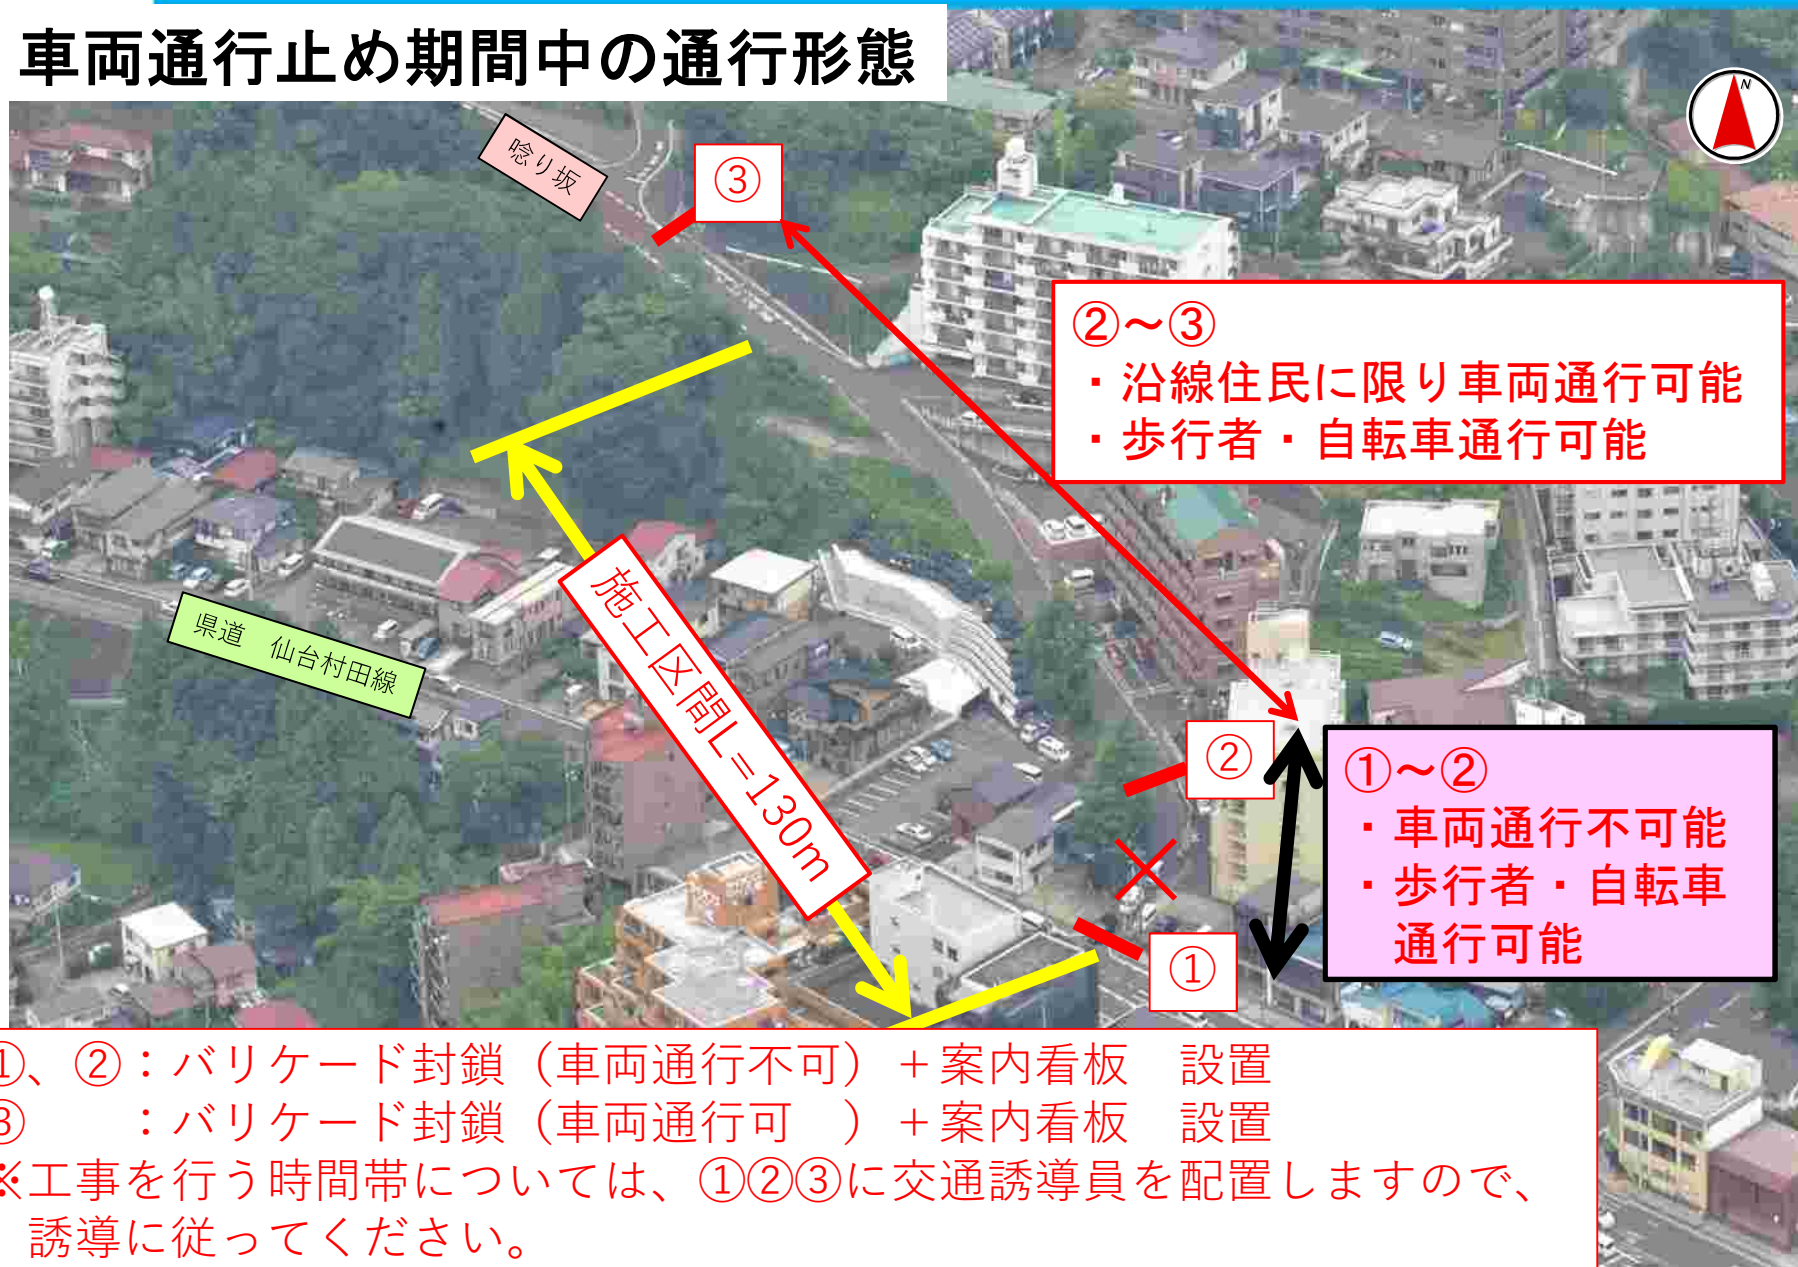 車両通行止め期間中の通行形態
N
唸り坂
③
②～③
・沿線住民に限り車両通行可能
・歩行者・自転車通行可能
県道　仙台村田線
施工区間L=130m
②
①～②
・車両通行不可能
・歩行者・自転車
通行可能
①
①、②：バリケード封鎖（車両通行不可）＋案内看板　設置
③　　：バリケード封鎖（車両通行可　）＋案内看板　設置
※工事を行う時間帯については、①②③に交通誘導員を配置しますので、
誘導に従ってください。